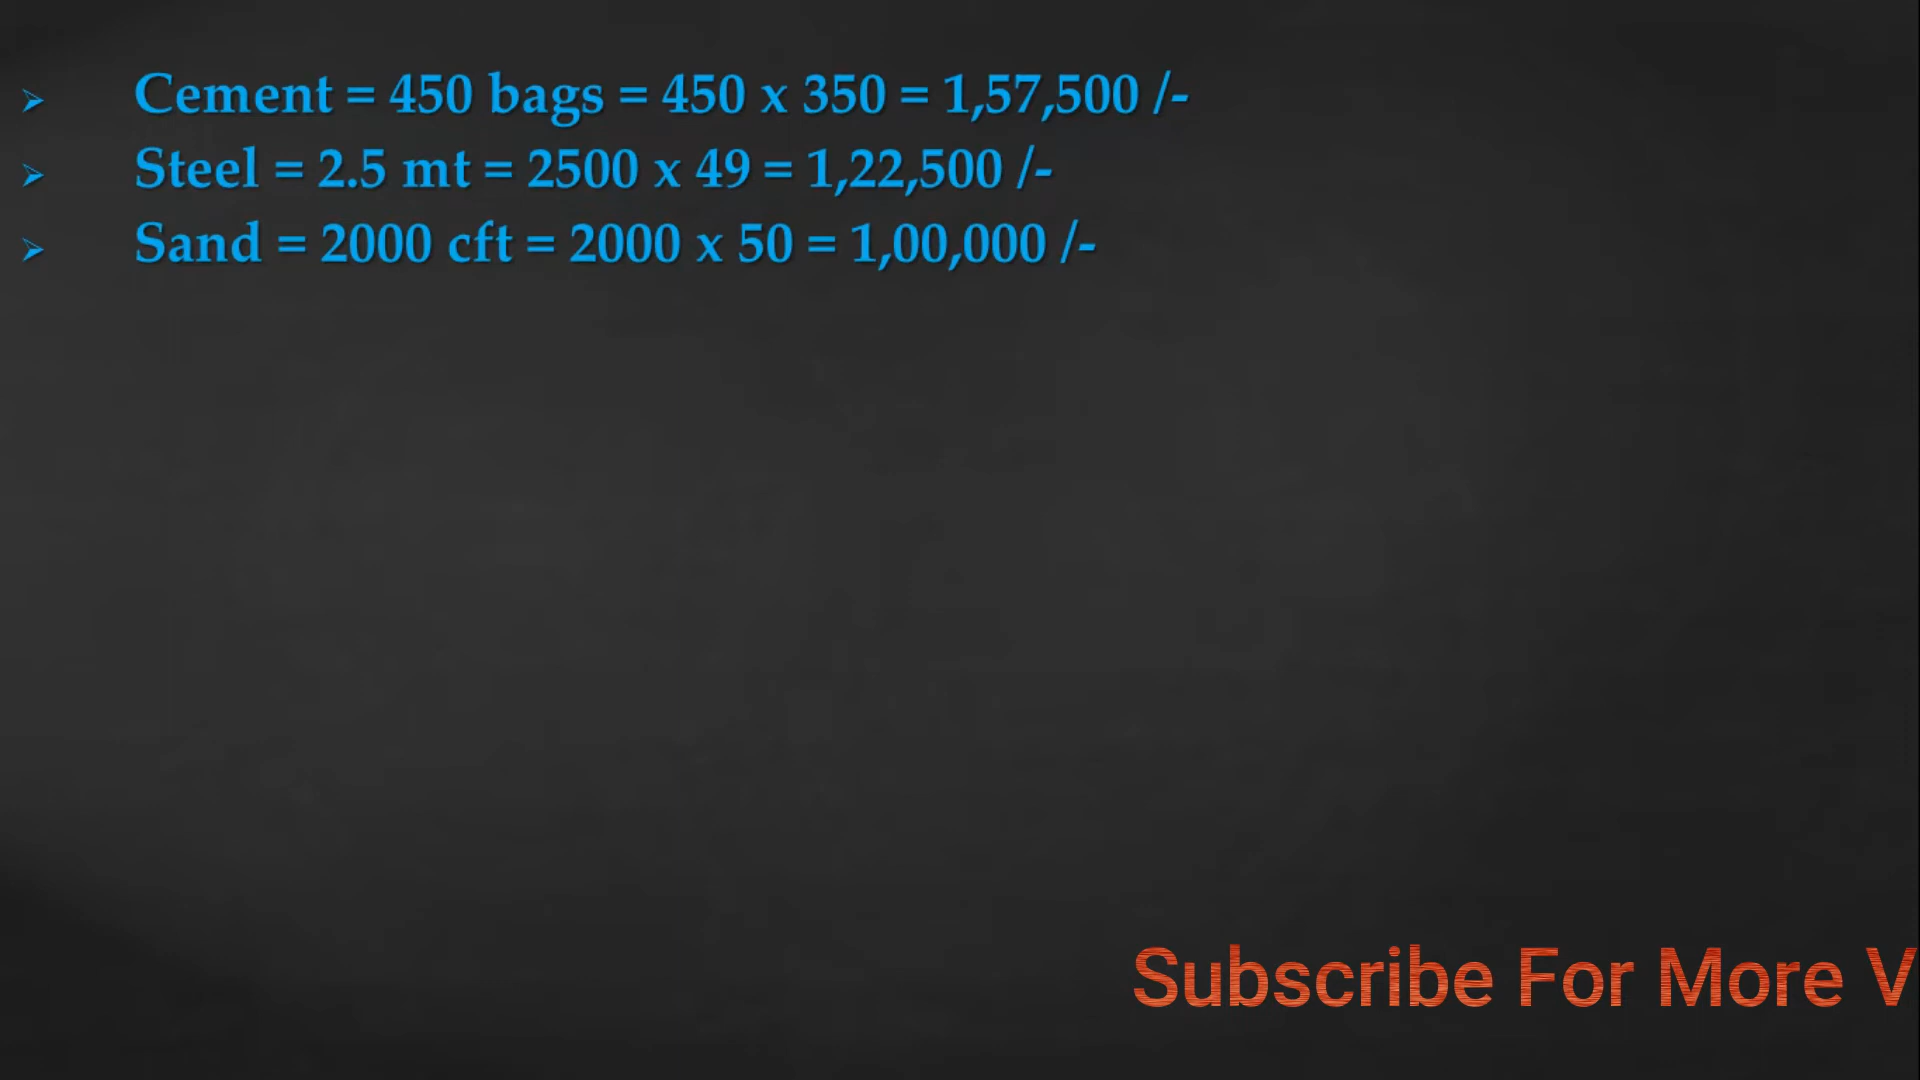 Cement = 450 bags = 450 x 350 = 1,57,500 /-
Steel = 2.5 mt = 2500 x 49 = 1,22,500 /-
Sand = 2000 cft = 2000 x 50 = 1,00,000 /-
Subscribe For More V